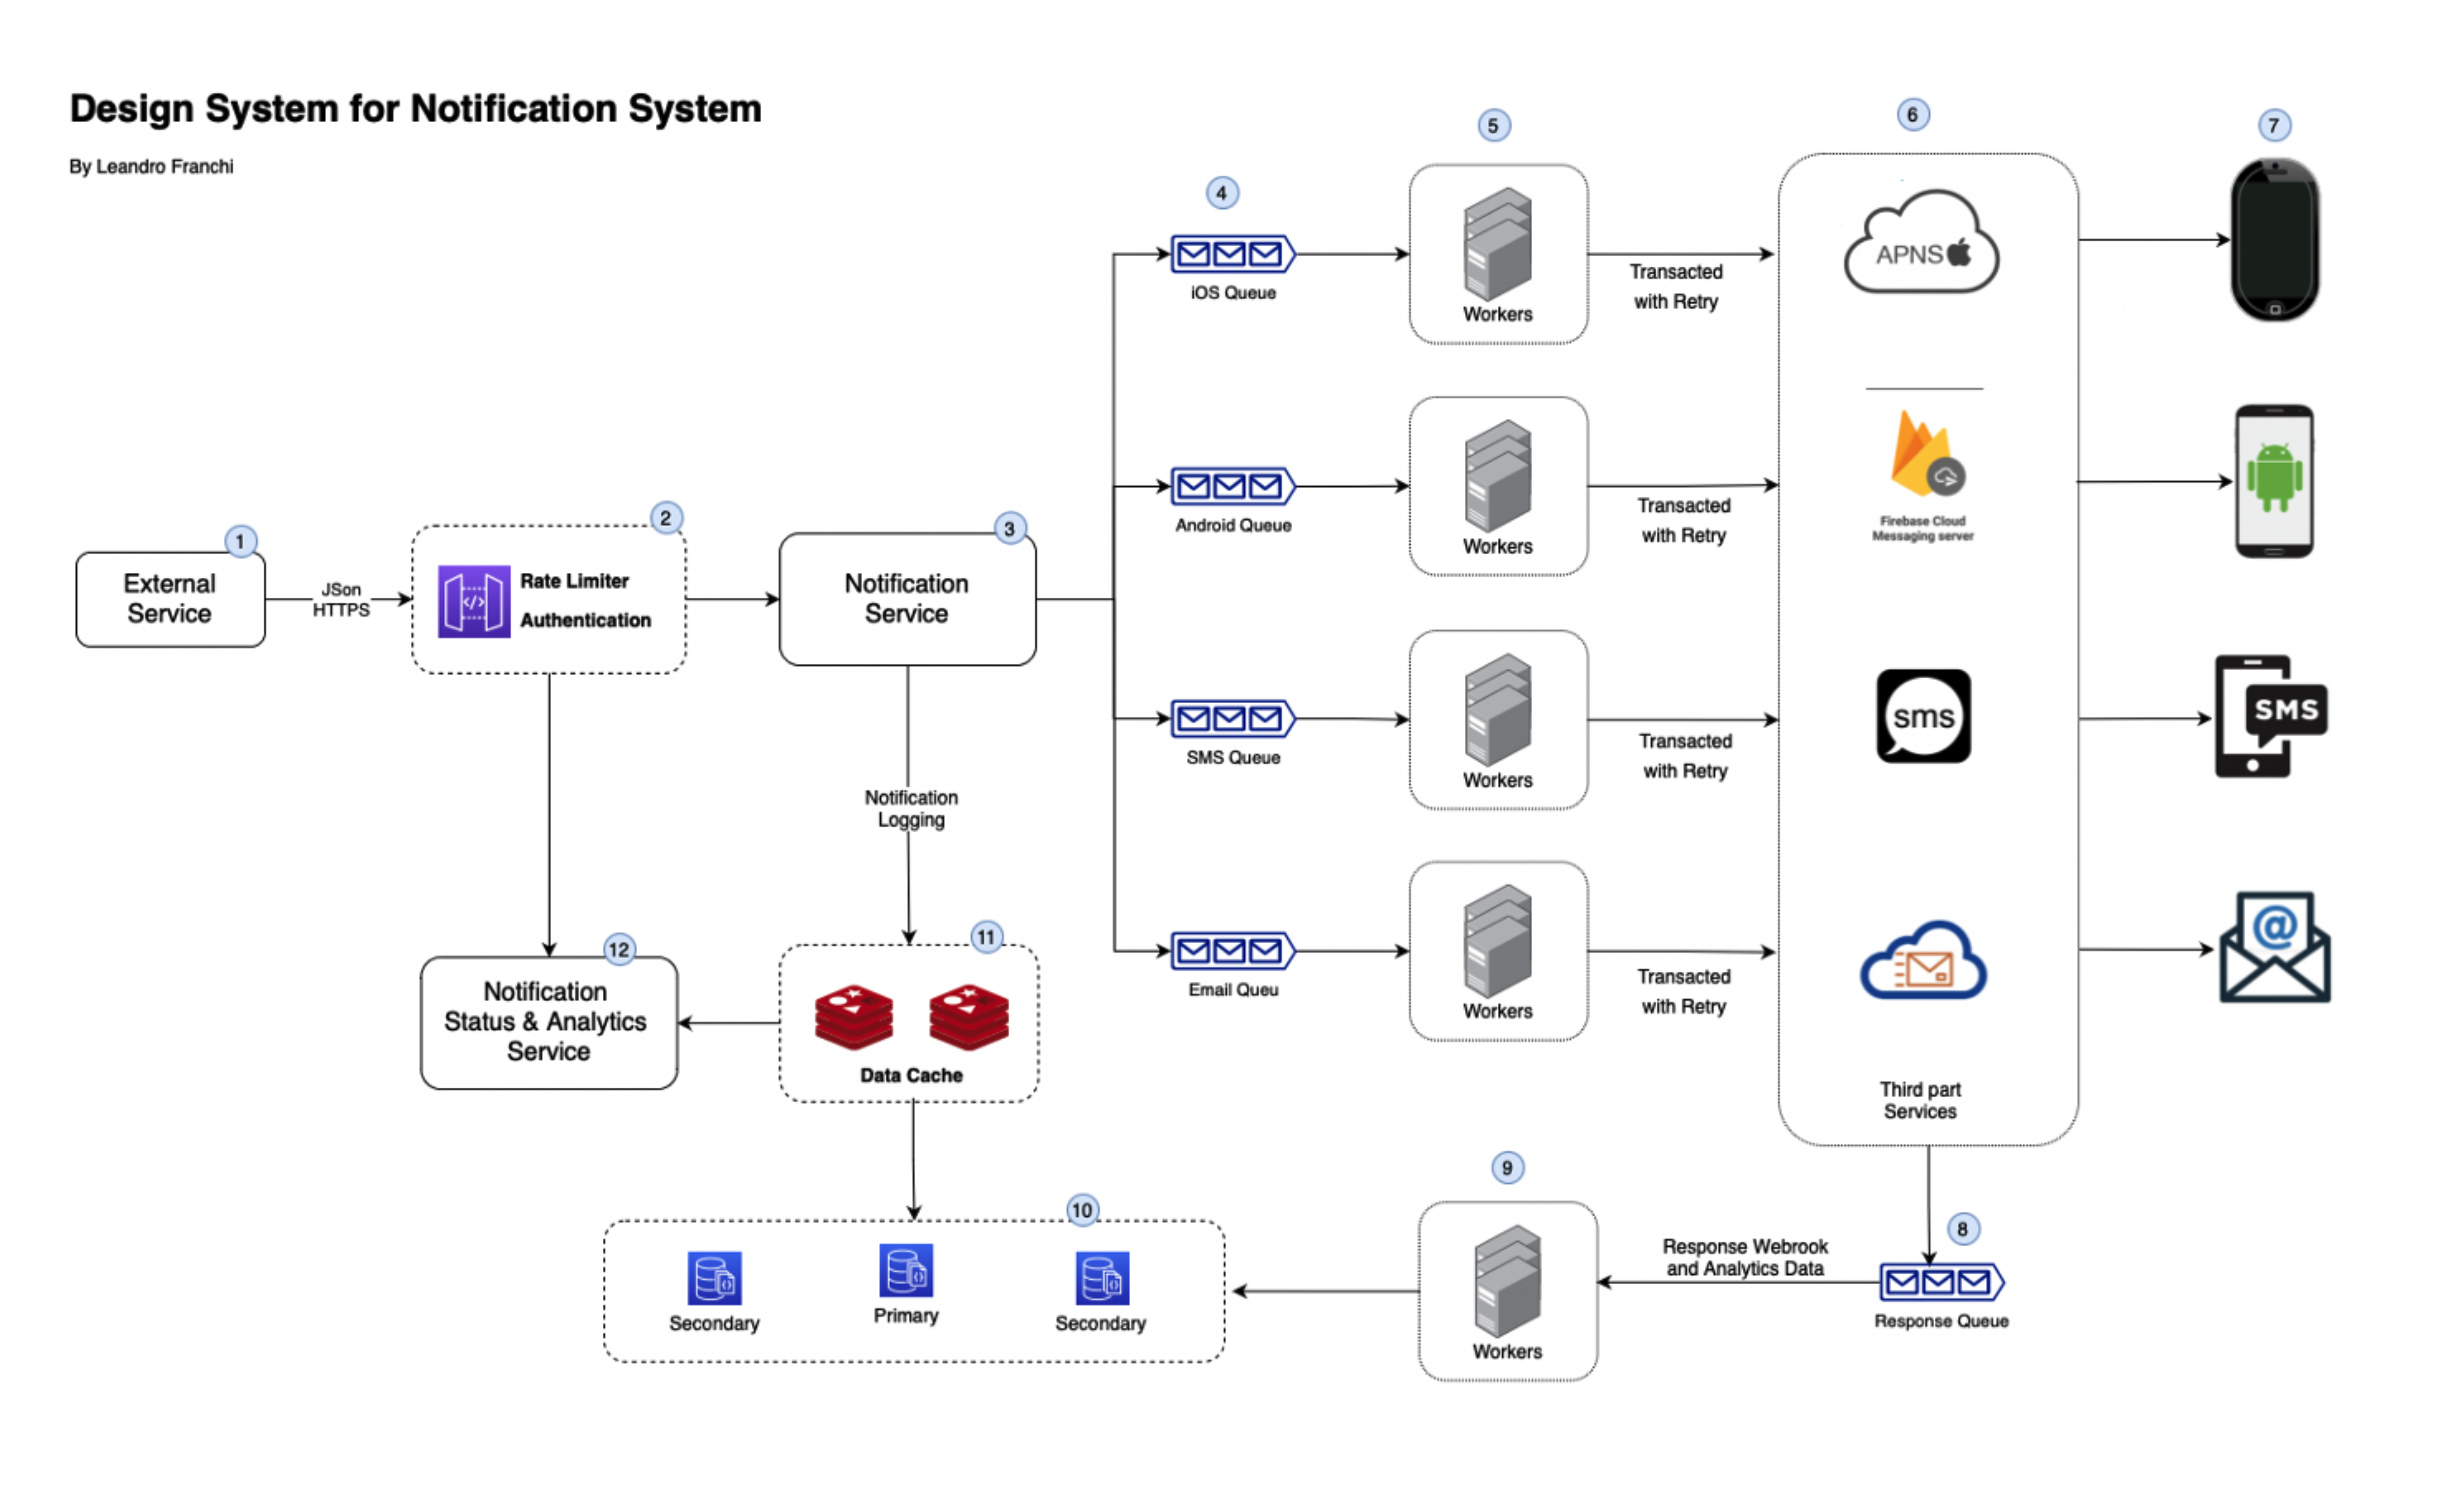 Design System for Notification System
By Leandro Franchi
1
External
Service
JSon
HTTPS
2
Rate Limiter
Authentication
3
Notification
Service
4
iOS Queue
Android Queue
SMS Queue
Email Queu
5
Workers
Workers
Workers
Workers
Transacted
with Retry
Transacted
with Retry
Transacted
with Retry
Transacted
with Retry
6
APNS
Firebase Cloud
Messaging server
sms
Third part
Services
7
SMS
@
8
Response Queue
Response Webrook
and Analytics Data
9
Workers
10
Secondary
Primary
Secondary
Notification
Logging
11
Data Cache
12
Notification
Status & Analytics
Service